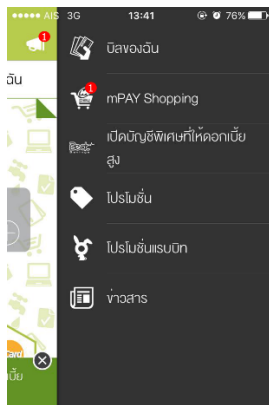 AIS 3G 13:41 76%
1
ฉัน
บิลของฉัน
1
mPAY Shopping
เปิดบัญชีพิเศษที่ให้ดอกเบี้ย
สูง
โปรโมชั่น
โปรโมชั่นแรบบิท
ข่าวสาร
ard
เบี้ย